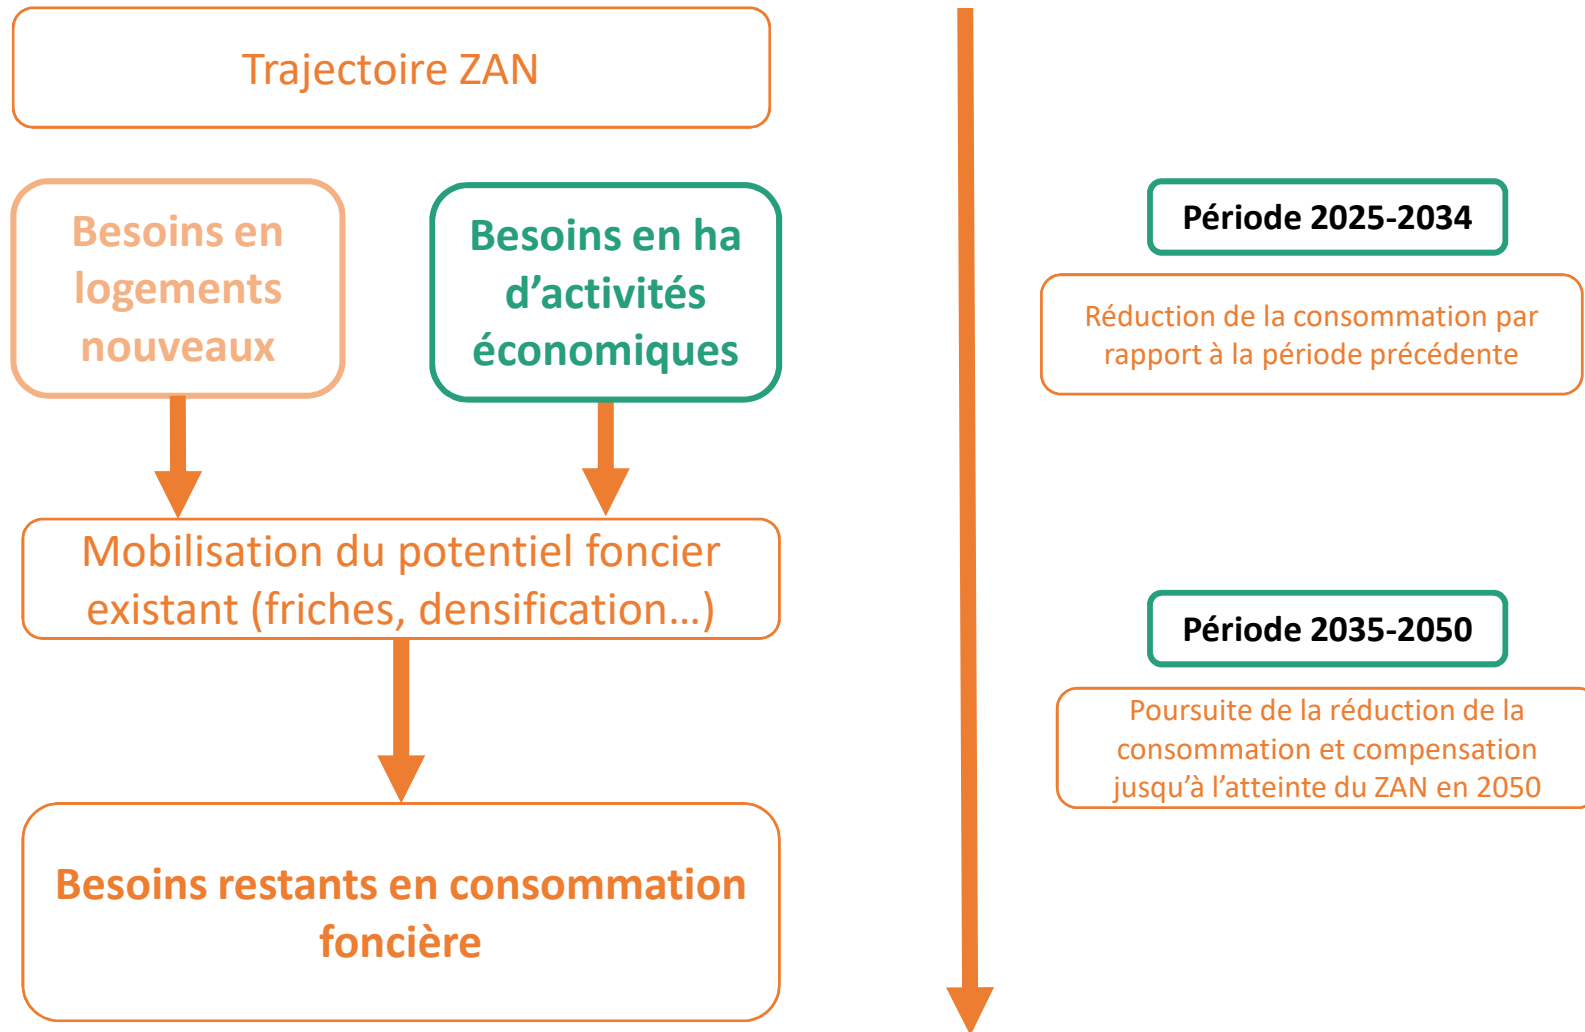 Trajectoire ZAN
Besoins en
logements
nouveaux
Besoins en ha
d’activités
économiques
Mobilisation du potentiel foncier
existant (friches, densification…)
Besoins restants en consommation
foncière
Période 2025-2034
Réduction de la consommation par
rapport à la période précédente
Période 2035-2050
Poursuite de la réduction de la
consommation et compensation
jusqu’à l’atteinte du ZAN en 2050